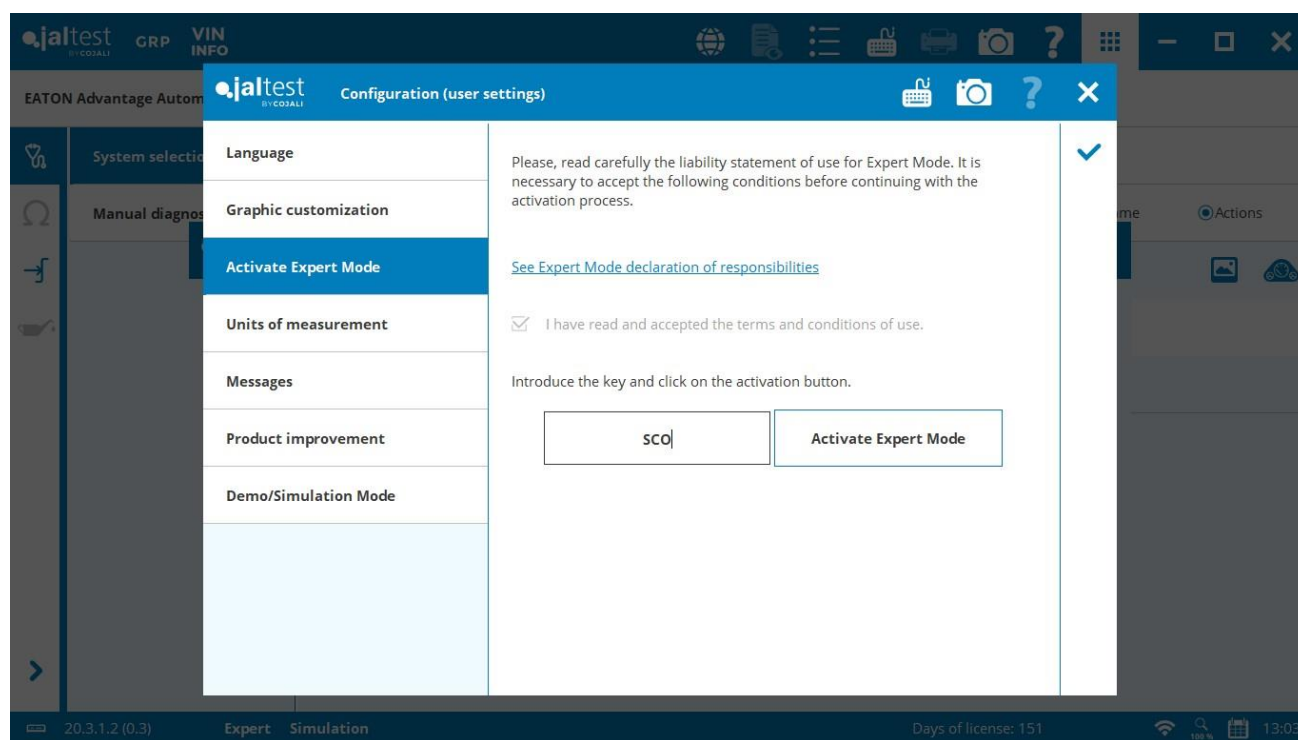 jaltest GRP VIN INFO
BY COJALI
EATON Advantage Autom
jaltest Configuration (user settings)
BY COJALI
System selectio
Manual diagnos
Language
Graphic customization
Activate Expert Mode
Units of measurement
Messages
Product improvement
Demo/Simulation Mode
Please, read carefully the liability statement of use for Expert Mode. It is
necessary to accept the following conditions before continuing with the
activation process.
See Expert Mode declaration of responsibilities
I have read and accepted the terms and conditions of use.
Introduce the key and click on the activation button.
SCO
Activate Expert Mode
me
Actions
20.3.1.2 (0.3) Expert Simulation Days of license: 151 100 % 13:03